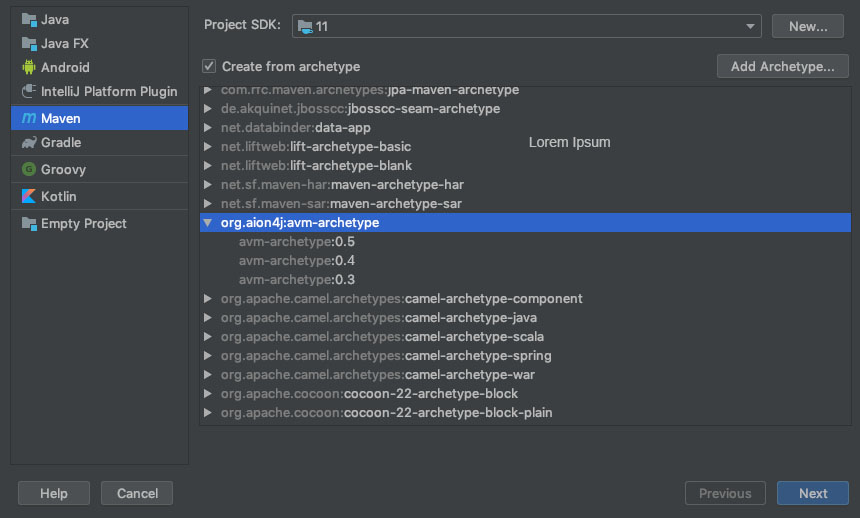 Java
Java FX
Android
IntelliJ Platform Plugin
Maven
Gradle
Groovy
Kotlin
Empty Project
Project SDK: 11 New...
Create from archetype Add Archetype...
com.rfc.maven.archetypes:jpa-maven-archetype
de.akquinet.jbosscc:jbosscc-seam-archetype
net.databinder:data-app
Lorem Ipsum
net.liftweb:lift-archetype-basic
net.liftweb:lift-archetype-blank
net.sf.maven-har:maven-archetype-har
net.sf.maven-sar:maven-archetype-sar
org.aion4j:avm-archetype
avm-archetype:0.5
avm-archetype:0.4
avm-archetype:0.3
org.apache.camel.archetypes:camel-archetype-component
org.apache.camel.archetypes:camel-archetype-java
org.apache.camel.archetypes:camel-archetype-scala
org.apache.camel.archetypes:camel-archetype-spring
org.apache.camel.archetypes:camel-archetype-war
org.apache.cocoon:cocoon-22-archetype-block
org.apache.cocoon:cocoon-22-archetype-block-plain
Help Cancel Previous Next